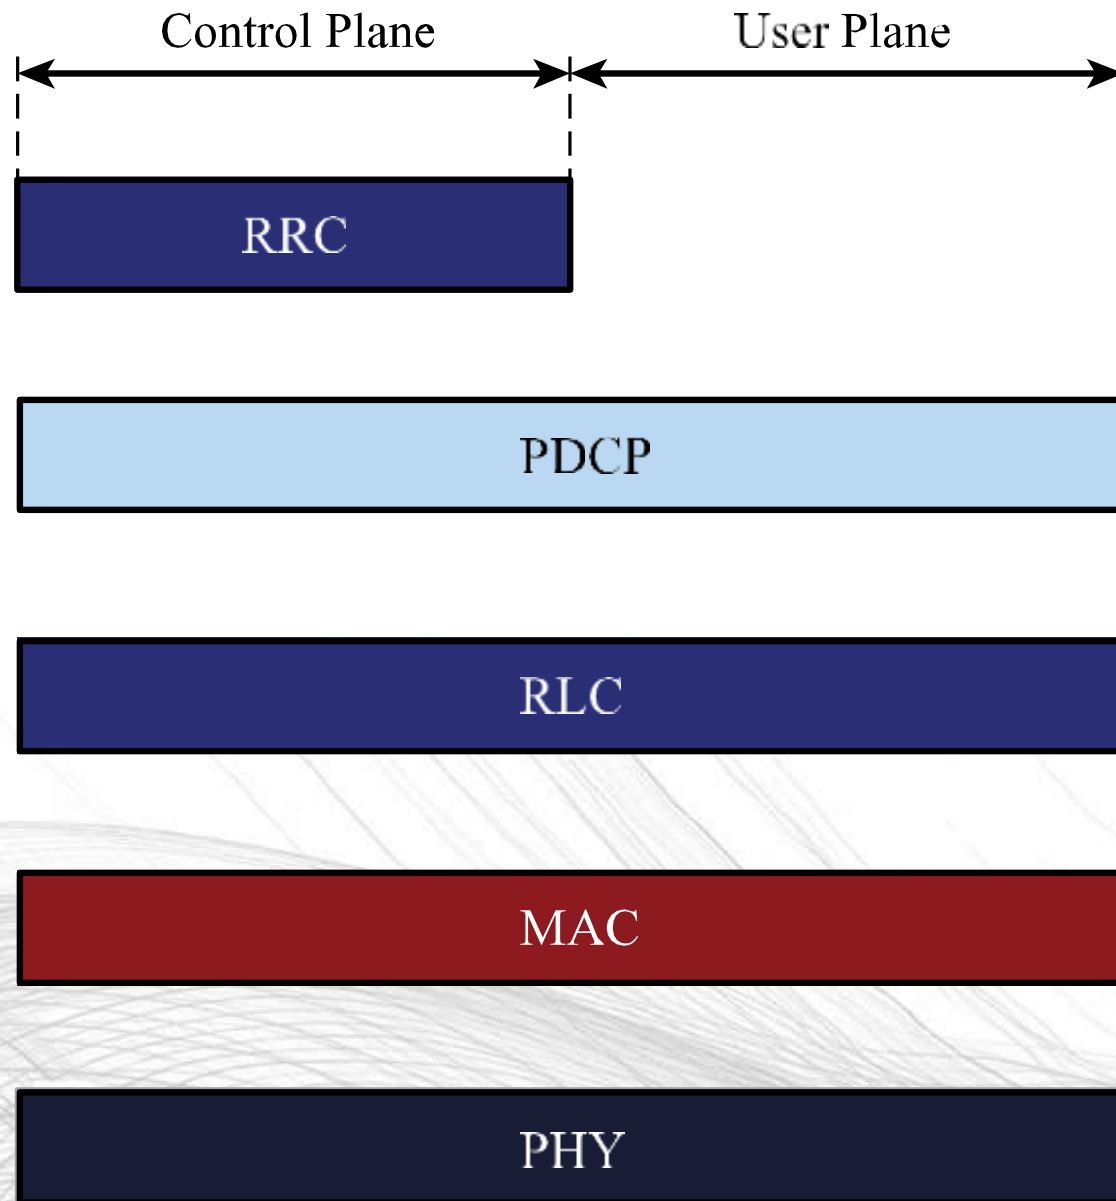 Control Plane
User Plane
RRC
PDCP
RLC
MAC
PHY